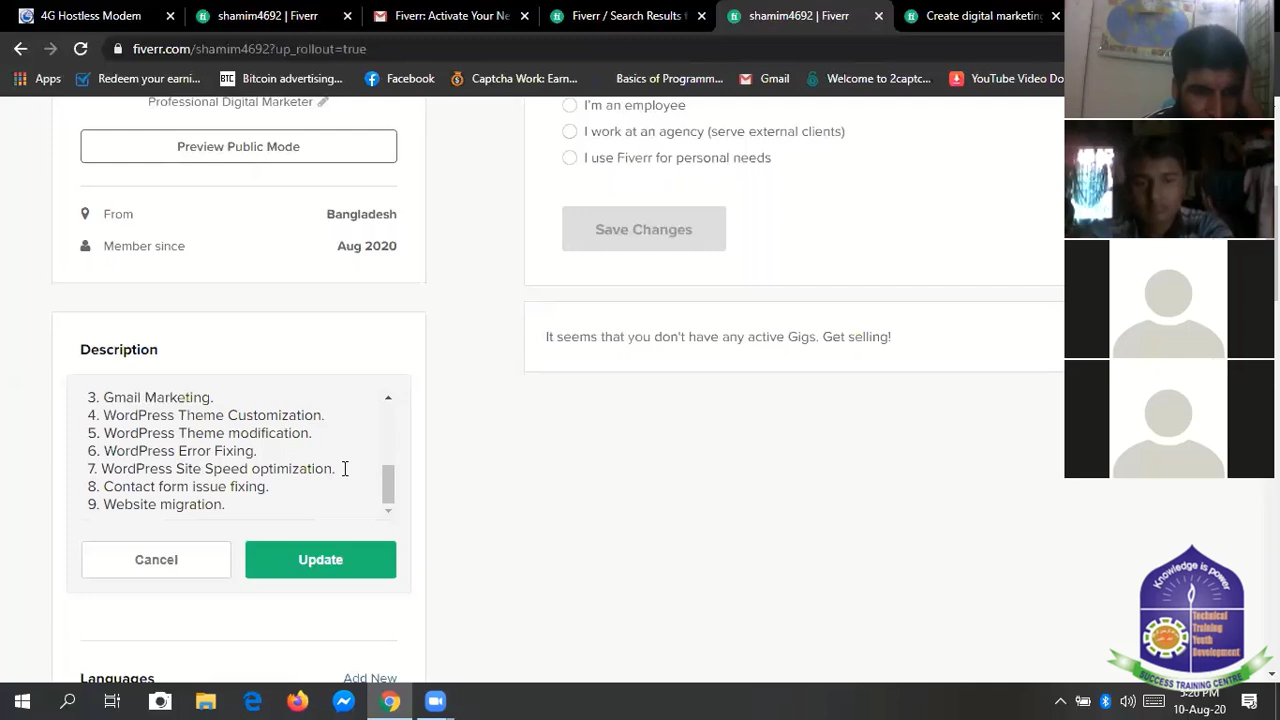 4G Hostless Modem
shamim4692 | Fiverr
Fiverr: Activate Your Ne
Fiverr / Search Results f
shamim4692 | Fiverr
Create digital marketing
fiverr.com/shamim4692?up_rollout=true
Apps
Redeem your earni...
Bitcoin advertising...
Facebook
Captcha Work: Earn...
Basics of Programm...
Gmail
Welcome to 2captc...
YouTube Video Do
Professional Digital Marketer
Preview Public Mode
From
Bangladesh
Member since
Aug 2020
I'm an employee
I work at an agency (serve external clients)
I use Fiverr for personal needs
Save Changes
It seems that you don't have any active Gigs. Get selling!
Description
3. Gmail Marketing.
4. WordPress Theme Customization.
5. WordPress Theme modification.
6. WordPress Error Fixing.
7. WordPress Site Speed optimization.
8. Contact form issue fixing.
9. Website migration.
Cancel
Update
Languages
Add New
Knowledge is power
Technical
Training
Youth
Development
SUCCESS TRAINING CENTRE
5:20 PM
10-Aug-20